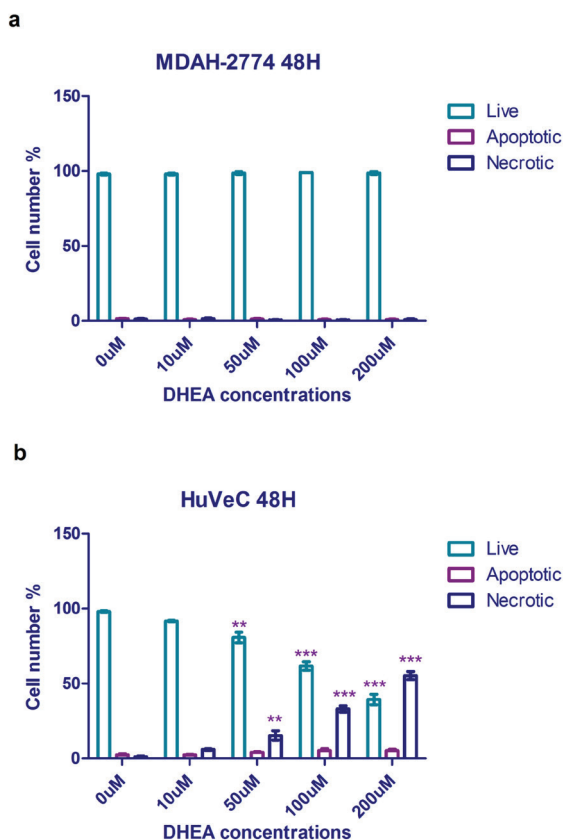 a
MDAH-2774 48H
150
100
50
0
Cell number %
Live
Apoptotic
Necrotic
0uM
10uM
50uM
100uM
200uM
DHEA concentrations
b
HuVeC 48H
150
100
50
0
Cell number %
Live
Apoptotic
Necrotic
**
**
***
***
***
***
0uM
10uM
50uM
100uM
200uM
DHEA concentrations